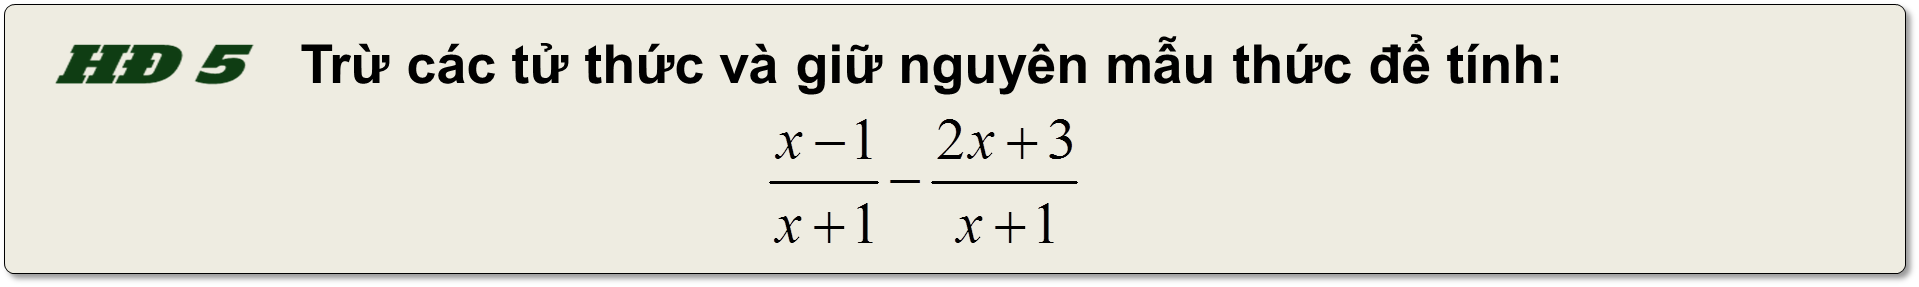 HĐ 5 Trừ các tử thức và giữ nguyên mẫu thức để tính:
x − 1 2x + 3
−
x + 1 x + 1